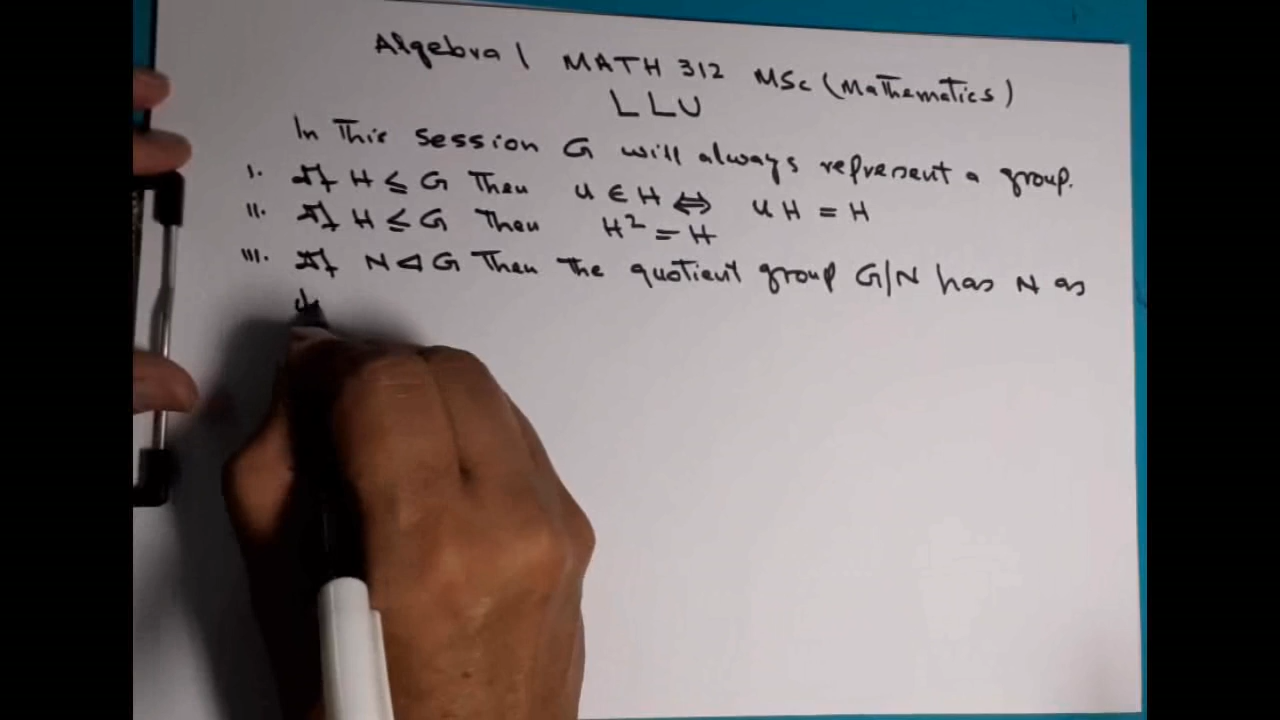 Algebra 1 MATH 312 MSc (Mathematics)
LLU
In This session G will always represent a group.
I. If H ≤ G Then u ∈ H ⇔ uH = H
II. If H ≤ G Then H² = H
III. If N ⊲ G Then the quotient group G/N has N as